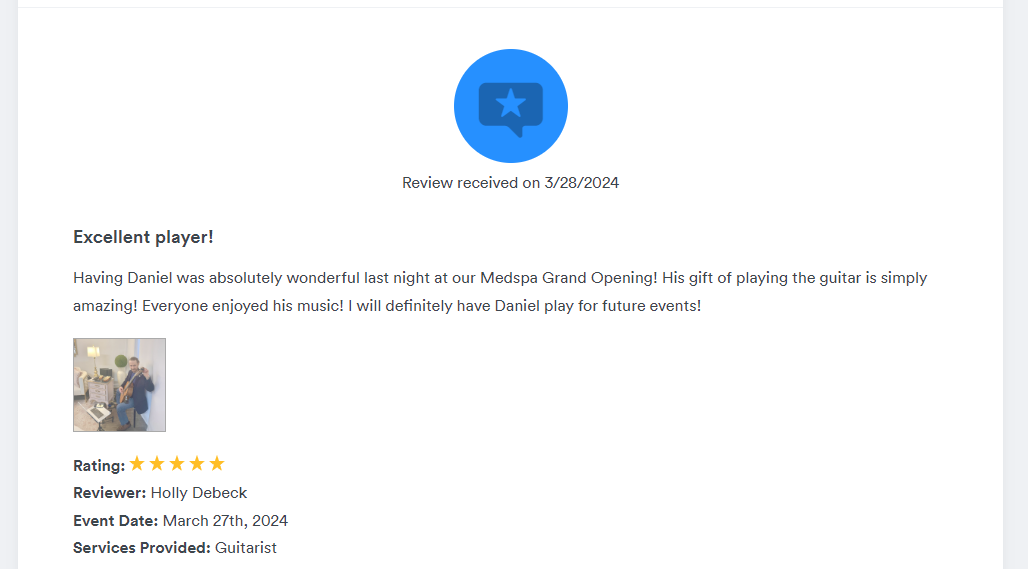 Review received on 3/28/2024
Excellent player!
Having Daniel was absolutely wonderful last night at our Medspa Grand Opening! His gift of playing the guitar is simply
amazing! Everyone enjoyed his music! I will definitely have Daniel play for future events!
Rating:
Reviewer: Holly Debeck
Event Date: March 27th, 2024
Services Provided: Guitarist